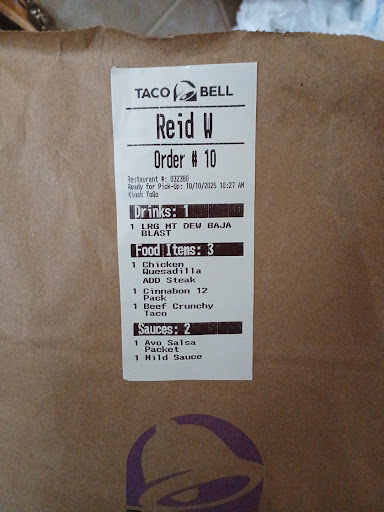 TACO BELL
Reid W
Order # 10
Restaurant #: 032380
Ready for Pick-Up: 10/10/2025 10:27 AM
Kiosk ToGo
Drinks: 1
1 LRG MT DEW BAJA
BLAST
Food Items: 3
1 Chicken
Quesadilla
ADD Steak
1 Cinnabon 12
Pack
1 Beef Crunchy
Taco
Sauces: 2
1 Avo Salsa
Packet
1 Mild Sauce